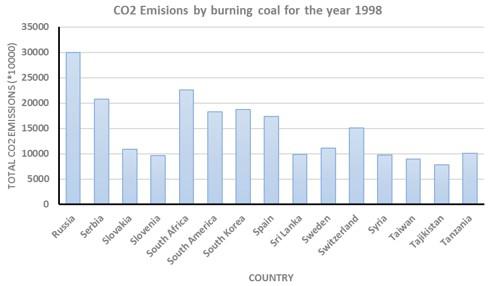 CO2 Emisions by burning coal for the year 1998
TOTAL CO2 EMISSIONS (*10000)
35000
30000
25000
20000
15000
10000
5000
0
Russia
Serbia
Slovakia
Slovenia
South Africa
South America
South Korea
Spain
Sri Lanka
Sweden
Switzerland
Syria
Taiwan
Tajikistan
Tanzania
COUNTRY